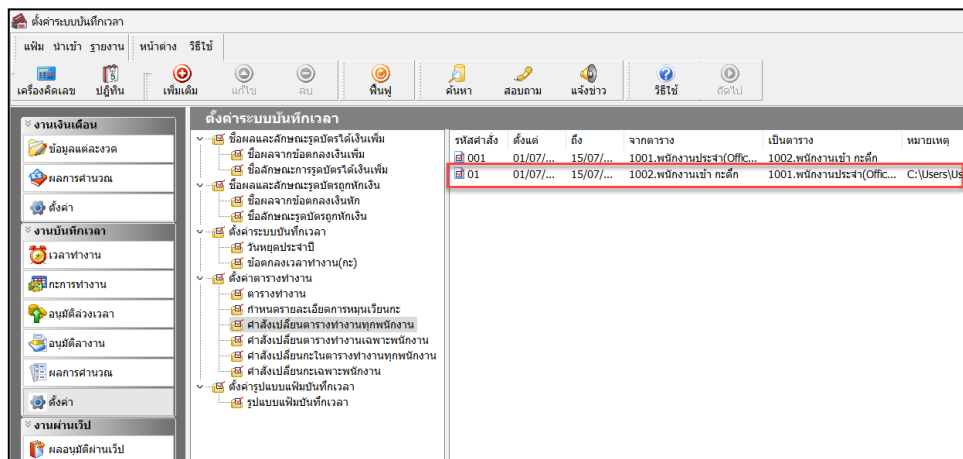 ตั้งค่าระบบบันทึกเวลา
แฟ้ม นำเข้า รายงาน หน้าต่าง วิธีใช้
เครื่องคิดเลข ปฏิทิน เพิ่มเติม แก้ไข ลบ ฟื้นฟู ค้นหา สอบถาม แจ้งข่าว วิธีใช้ ถัดไป
งานเงินเดือน
ข้อมูลแต่ละงวด
ผลการคำนวณ
ตั้งค่า
งานบันทึกเวลา
เวลาทำงาน
กะการทำงาน
อนุมัติล่วงเวลา
อนุมัติลางาน
ผลการคำนวณ
ตั้งค่า
งานผ่านเว็ป
ผลอนุมัติผ่านเว็ป
ตั้งค่าระบบบันทึกเวลา
ชื่อผลและลักษณะรูดบัตรได้เงินเพิ่ม
ชื่อผลจากข้อตกลงเงินเพิ่ม
ชื่อลักษณะการรูดบัตรได้เงินเพิ่ม
ชื่อผลและลักษณะรูดบัตรถูกหักเงิน
ชื่อผลจากข้อตกลงเงินหัก
ชื่อลักษณะรูดบัตรถูกหักเงิน
ตั้งค่าระบบบันทึกเวลา
วันหยุดประจำปี
ข้อตกลงเวลาทำงาน(กะ)
ตั้งค่าตารางทำงาน
ตารางทำงาน
กำหนดรายละเอียดการหมุนเวียนกะ
คำสั่งเปลี่ยนตารางทำงานทุกพนักงาน
คำสั่งเปลี่ยนตารางทำงานเฉพาะพนักงาน
คำสั่งเปลี่ยนกะในตารางทำงานทุกพนักงาน
คำสั่งเปลี่ยนกะเฉพาะพนักงาน
ตั้งค่ารูปแบบแฟ้มบันทึกเวลา
รูปแบบแฟ้มบันทึกเวลา
รหัสคำสั่ง ตั้งแต่ ถึง จากตาราง เป็นตาราง หมายเหตุ
001 01/07/... 15/07/... 1001.พนักงานประจำ(Offic... 1002.พนักงานเข้า กะดึก
01 01/07/... 15/07/... 1002.พนักงานเข้า กะดึก 1001.พนักงานประจำ(Offic... C:\Users\Us